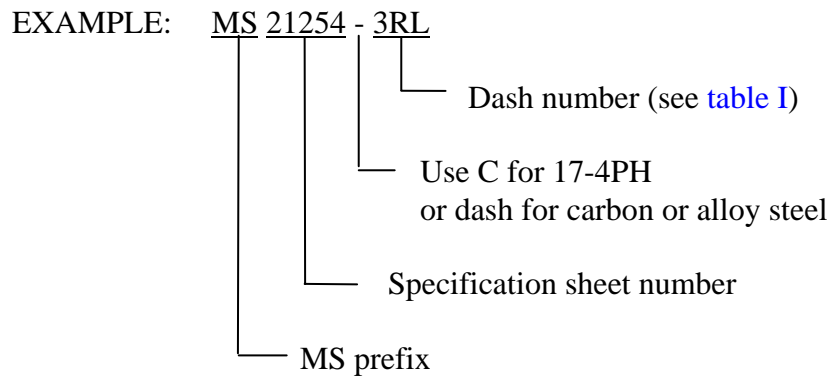 EXAMPLE: MS 21254 - 3RL
Dash number (see table I)
Use C for 17-4PH
or dash for carbon or alloy steel
Specification sheet number
MS prefix